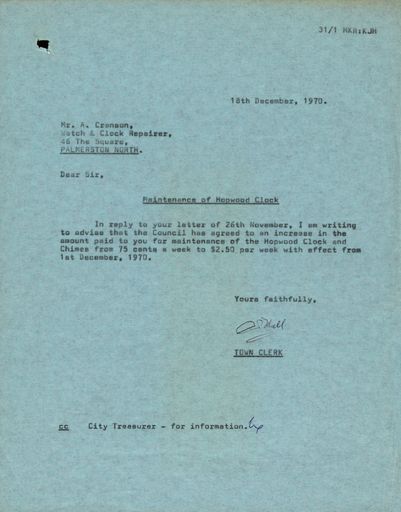 31/1 MKR:KJM
18th December, 1970.
Mr. A. Cranson,
Watch & Clock Repairer,
46 The Square,
PALMERSTON NORTH.
Dear Sir,
Maintenance of Hopwood Clock
In reply to your letter of 26th November, I am writing
to advise that the Council has agreed to an increase in the
amount paid to you for maintenance of the Hopwood Clock and
Chimes from 75 cents a week to $2.50 per week with effect from
1st December, 1970.
Yours faithfully,
TOWN CLERK
cc City Treasurer - for information.